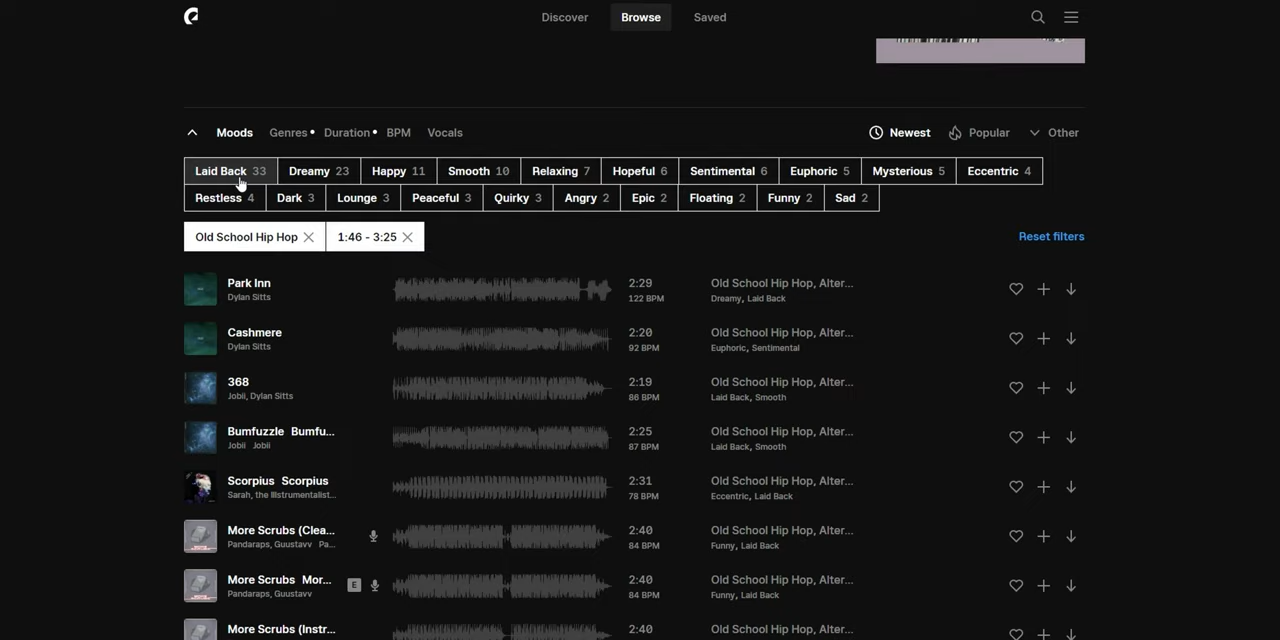 Discover Browse Saved
Moods Genres Duration BPM Vocals Newest Popular Other
Laid Back 33 Dreamy 23 Happy 11 Smooth 10 Relaxing 7 Hopeful 6 Sentimental 6 Euphoric 5 Mysterious 5 Eccentric 4
Restless 4 Dark 3 Lounge 3 Peaceful 3 Quirky 3 Angry 2 Epic 2 Floating 2 Funny 2 Sad 2
Old School Hip Hop 1:46 - 3:25 Reset filters
Park Inn 2:29 Old School Hip Hop, Alter...
Dylan Sitts 122 BPM Dreamy, Laid Back
Cashmere 2:20 Old School Hip Hop, Alter...
Dylan Sitts 92 BPM Euphoric, Sentimental
368 2:19 Old School Hip Hop, Alter...
Jobii, Dylan Sitts 86 BPM Laid Back, Smooth
Bumfuzzle Bumfu... 2:25 Old School Hip Hop, Alter...
Jobii Jobii 87 BPM Laid Back, Smooth
Scorpius Scorpius 2:31 Old School Hip Hop, Alter...
Sarah, the Illstrumentalist... 78 BPM Eccentric, Laid Back
More Scrubs (Clea... 2:40 Old School Hip Hop, Alter...
Pandaraps, Guustavv Pa... 84 BPM Funny, Laid Back
More Scrubs Mor... E 2:40 Old School Hip Hop, Alter...
Pandaraps, Guustavv 84 BPM Funny, Laid Back
More Scrubs (Instr... 2:40 Old School Hip Hop, Alter...